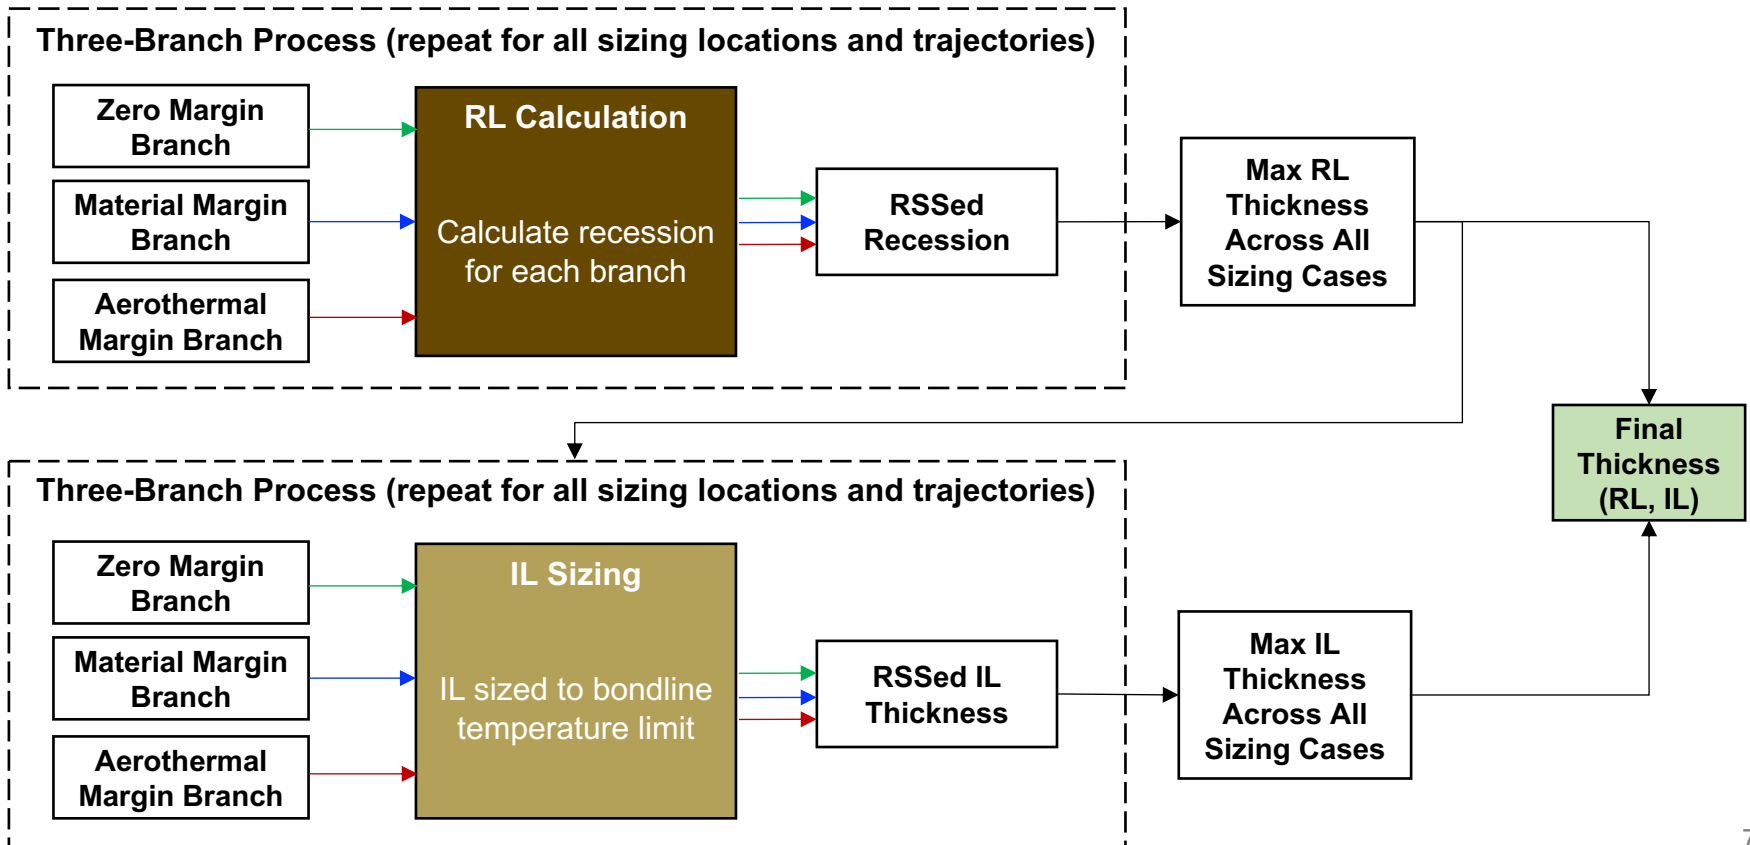 Three-Branch Process (repeat for all sizing locations and trajectories)
Zero Margin
Branch
Material Margin
Branch
Aerothermal
Margin Branch
RL Calculation
Calculate recession
for each branch
RSSed
Recession
Max RL
Thickness
Across All
Sizing Cases
Final
Thickness
(RL, IL)
Three-Branch Process (repeat for all sizing locations and trajectories)
Zero Margin
Branch
Material Margin
Branch
Aerothermal
Margin Branch
IL Sizing
IL sized to bondline
temperature limit
RSSed IL
Thickness
Max IL
Thickness
Across All
Sizing Cases
7